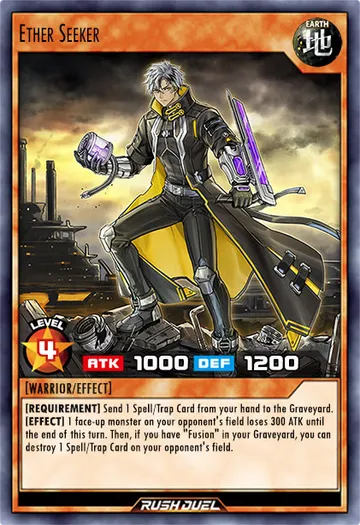 ETHER SEEKER
EARTH
地
LEVEL
4
ATK 1000 DEF 1200
[WARRIOR/EFFECT]
[REQUIREMENT] Send 1 Spell/Trap Card from your hand to the Graveyard.
[EFFECT] 1 face-up monster on your opponent's field loses 300 ATK until
the end of this turn. Then, if you have "Fusion" in your Graveyard, you can
destroy 1 Spell/Trap Card on your opponent's field.
RUSH DUEL